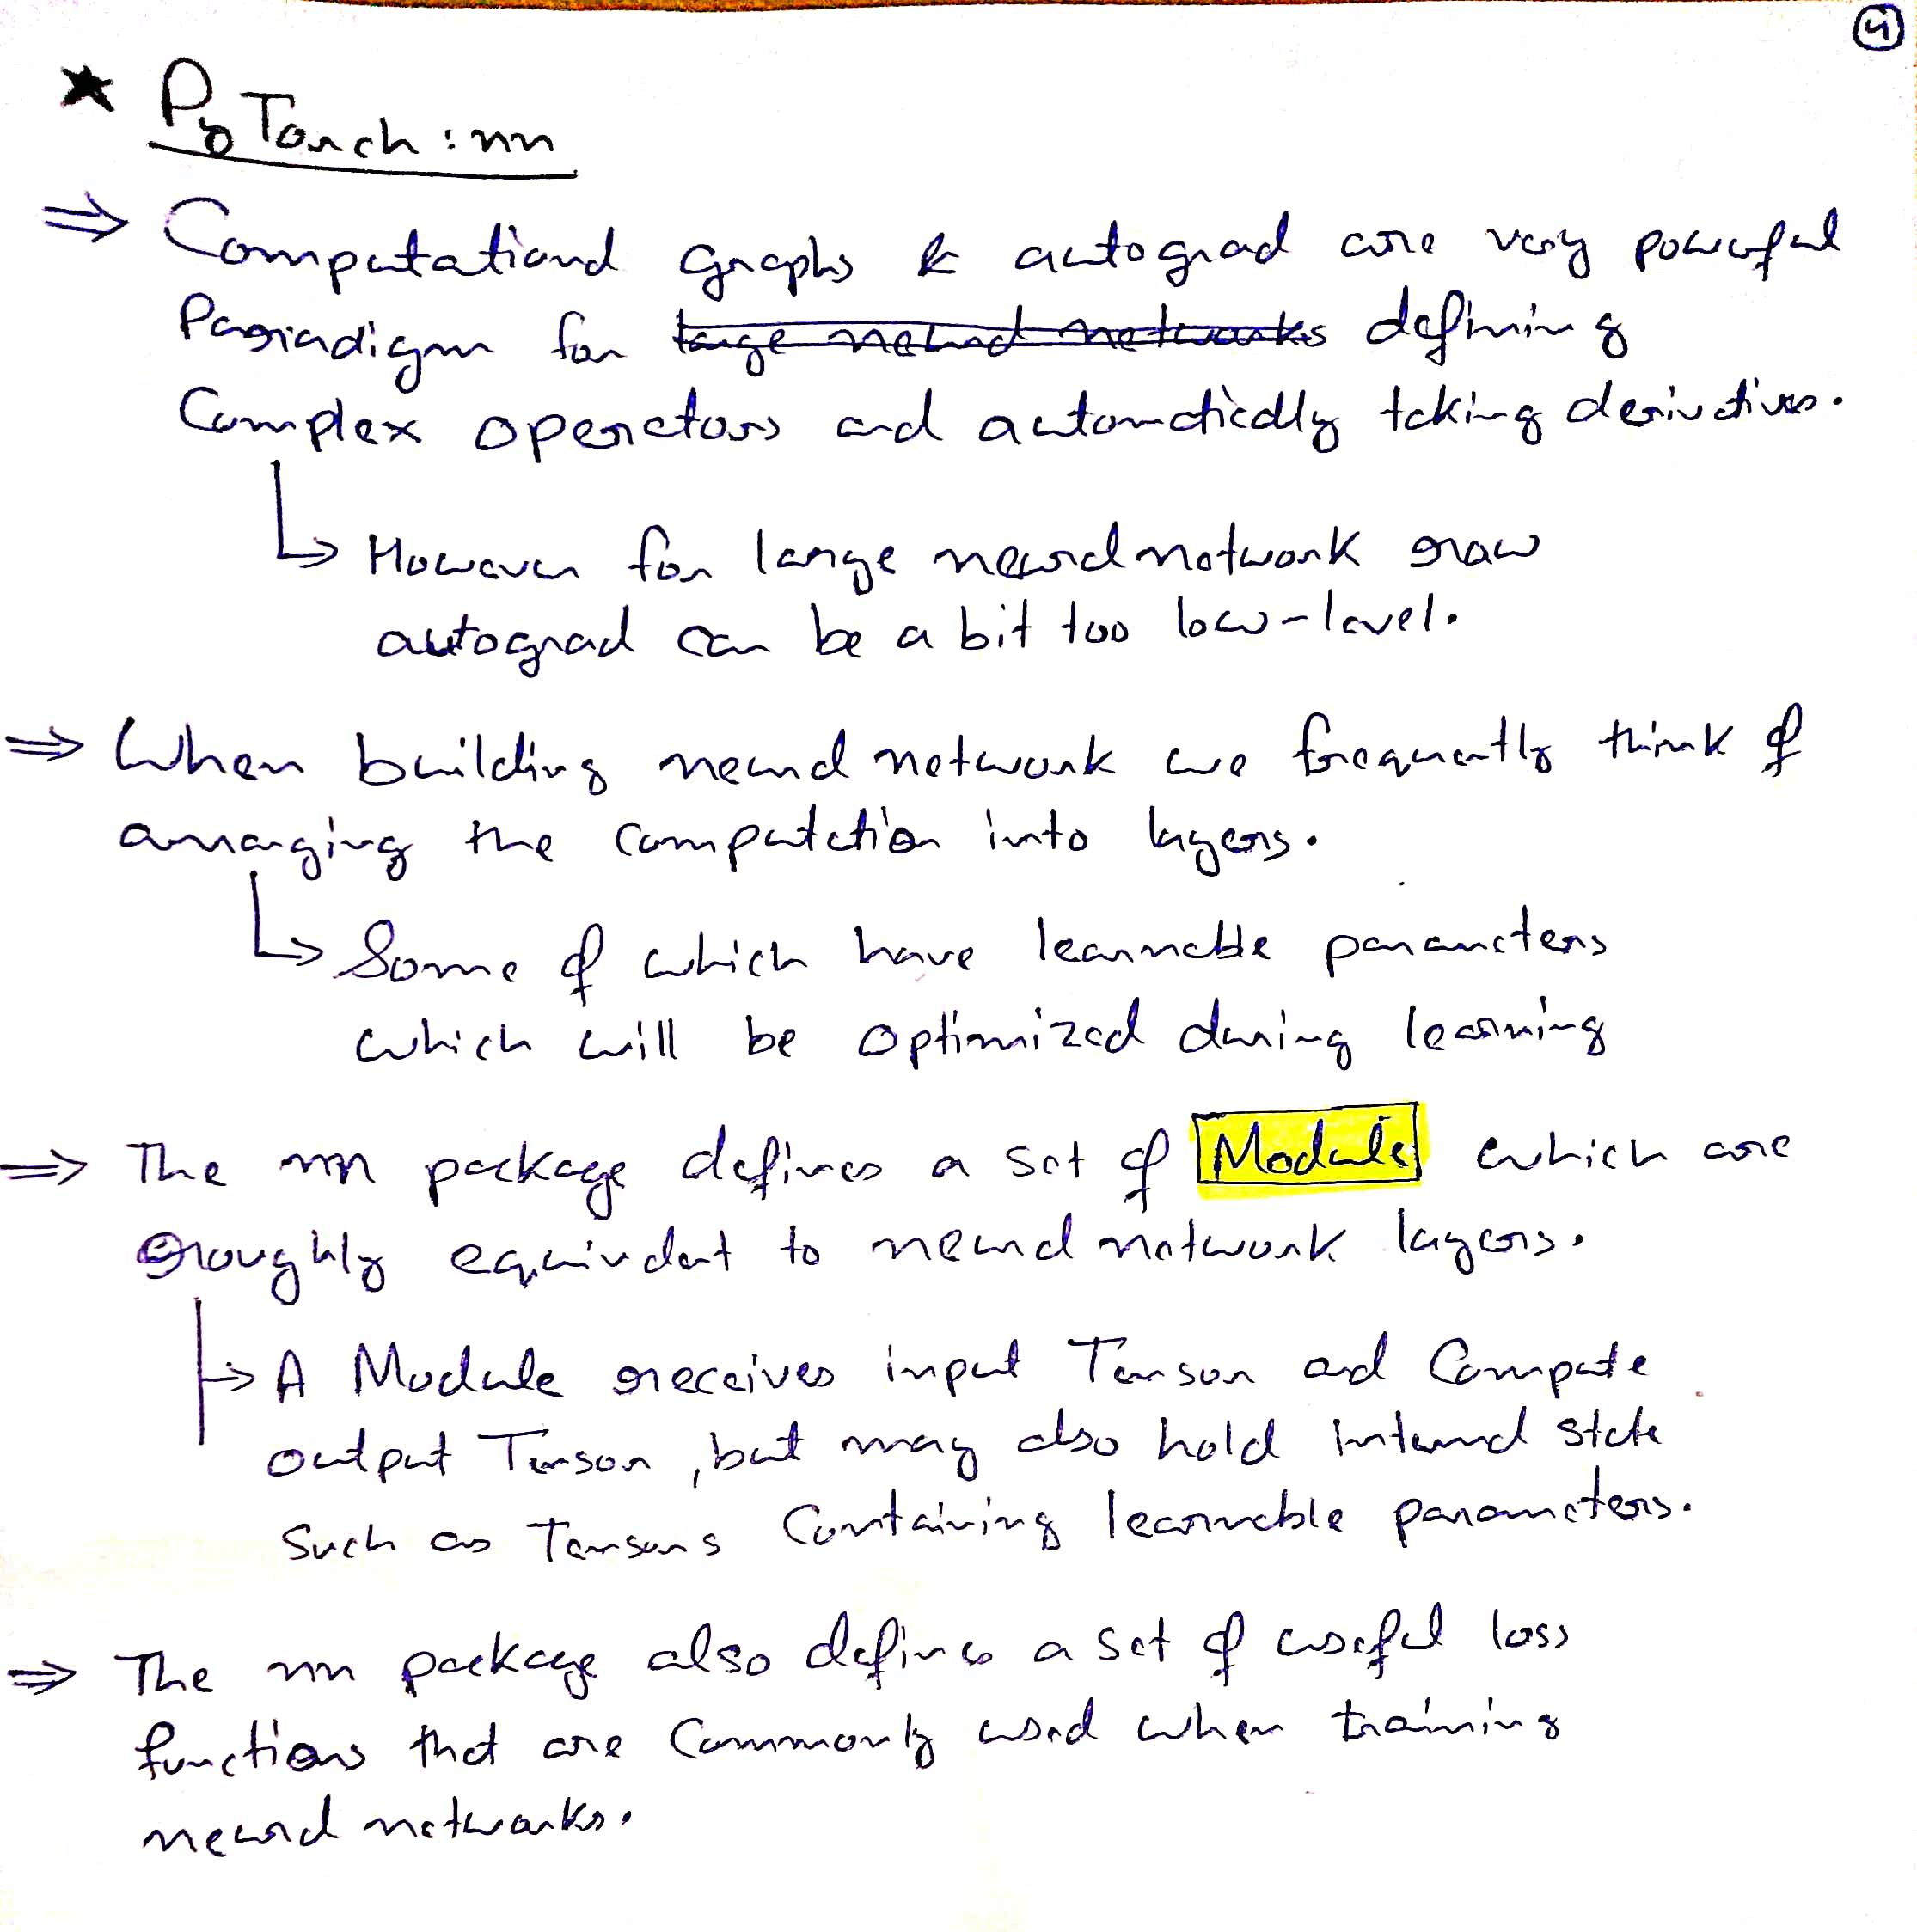 4
★ PyTorch: nn
⇒ Computational graphs & autograd are very powerful
Paradigm for ~~large neural networks~~ defining
Complex operators and automatically taking derivatives.
↳ However for large neural network raw
autograd can be a bit too low-level.
⇒ When building neural network we frequently think of
arranging the computation into layers.
↳ Some of which have learnable parameters
which will be optimized during learning
⇒ The nn package defines a set of Module which are
roughly equivalent to neural network layers.
↳ A Module receives input Tensor and Compute
output Tensor, but may also hold internal state
Such as Tensors Containing learnable parameters.
⇒ The nn package also defines a set of useful loss
functions that are Commonly used when training
neural networks.